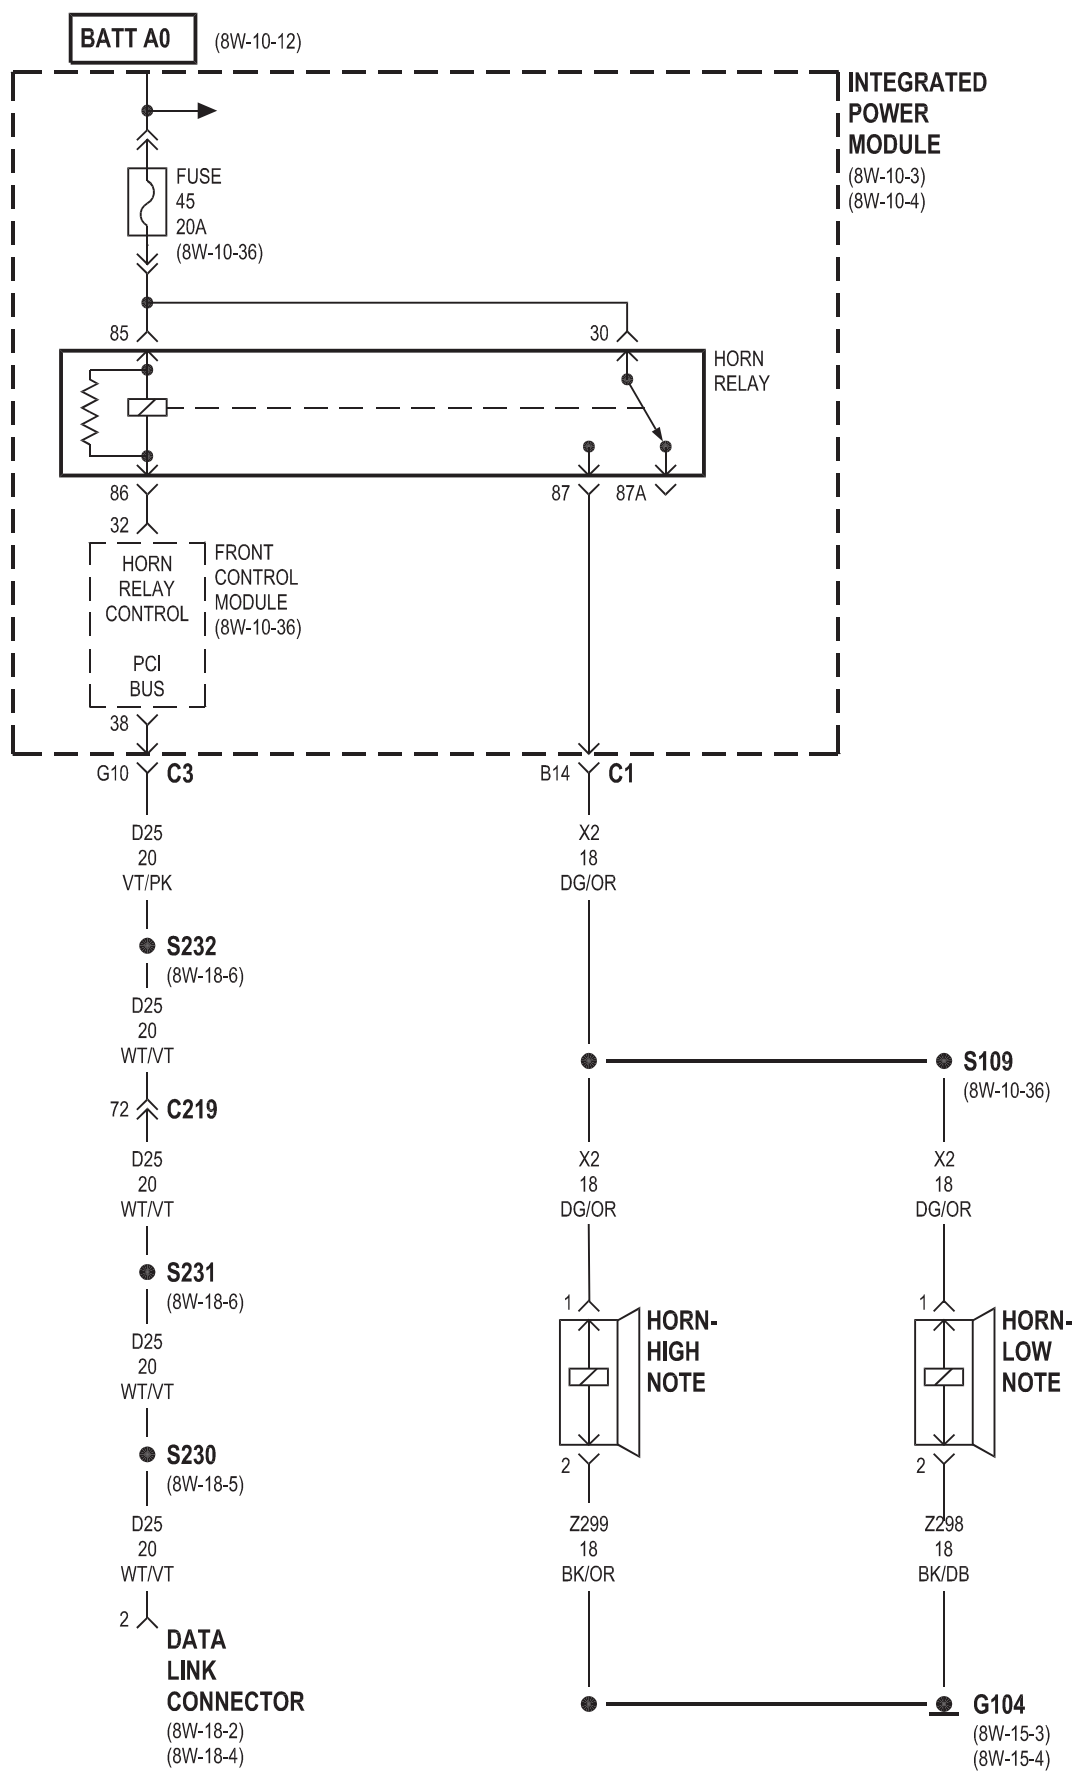 BATT A0
(8W-10-12)
INTEGRATED
POWER
MODULE
(8W-10-3)
(8W-10-4)
FUSE
45
20A
(8W-10-36)
85
30
HORN
RELAY
86
87
87A
32
HORN
RELAY
CONTROL
PCI
BUS
FRONT
CONTROL
MODULE
(8W-10-36)
38
G10
C3
B14
C1
D25
20
VT/PK
X2
18
DG/OR
S232
(8W-18-6)
D25
20
WT/VT
S109
(8W-10-36)
72
C219
D25
20
WT/VT
X2
18
DG/OR
X2
18
DG/OR
S231
(8W-18-6)
1
HORN-
HIGH
NOTE
1
HORN-
LOW
NOTE
D25
20
WT/VT
S230
(8W-18-5)
2
2
D25
20
WT/VT
Z299
18
BK/OR
Z298
18
BK/DB
2
DATA
LINK
CONNECTOR
(8W-18-2)
(8W-18-4)
G104
(8W-15-3)
(8W-15-4)